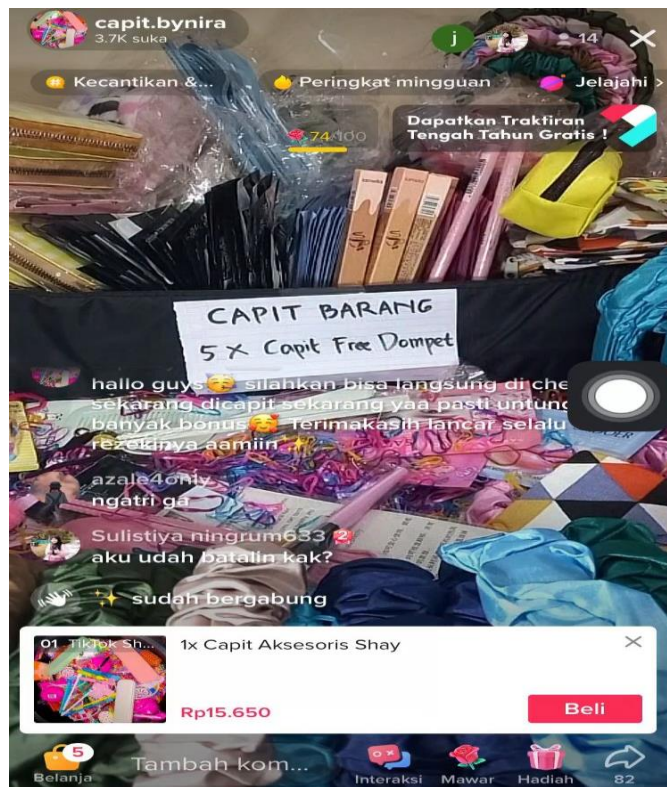 capit.bynira
3.7K suka
j
14
Kecantikan &...
Peringkat mingguan
Jelajahi >
74/100
Dapatkan Traktiran
Tengah Tahun Gratis !
CAPIT BARANG
5 X Capit Free Dompet
hallo guys🥰 silahkan bisa langsung di che
sekarang dicapit sekarang yaa pasti untung
banyak bonus🥰 Terimakasih lancar selalu
rezekinya aamiin✨
azale4only
ngatri ga
Sulistiya ningrum633 2
aku udah batalin kak?
👋 ✨ sudah bergabung
01 TikTok Sh...
1x Capit Aksesoris Shay
Rp15.650
Beli
5
Belanja
Tambah kom...
Interaksi
Mawar
Hadiah
82